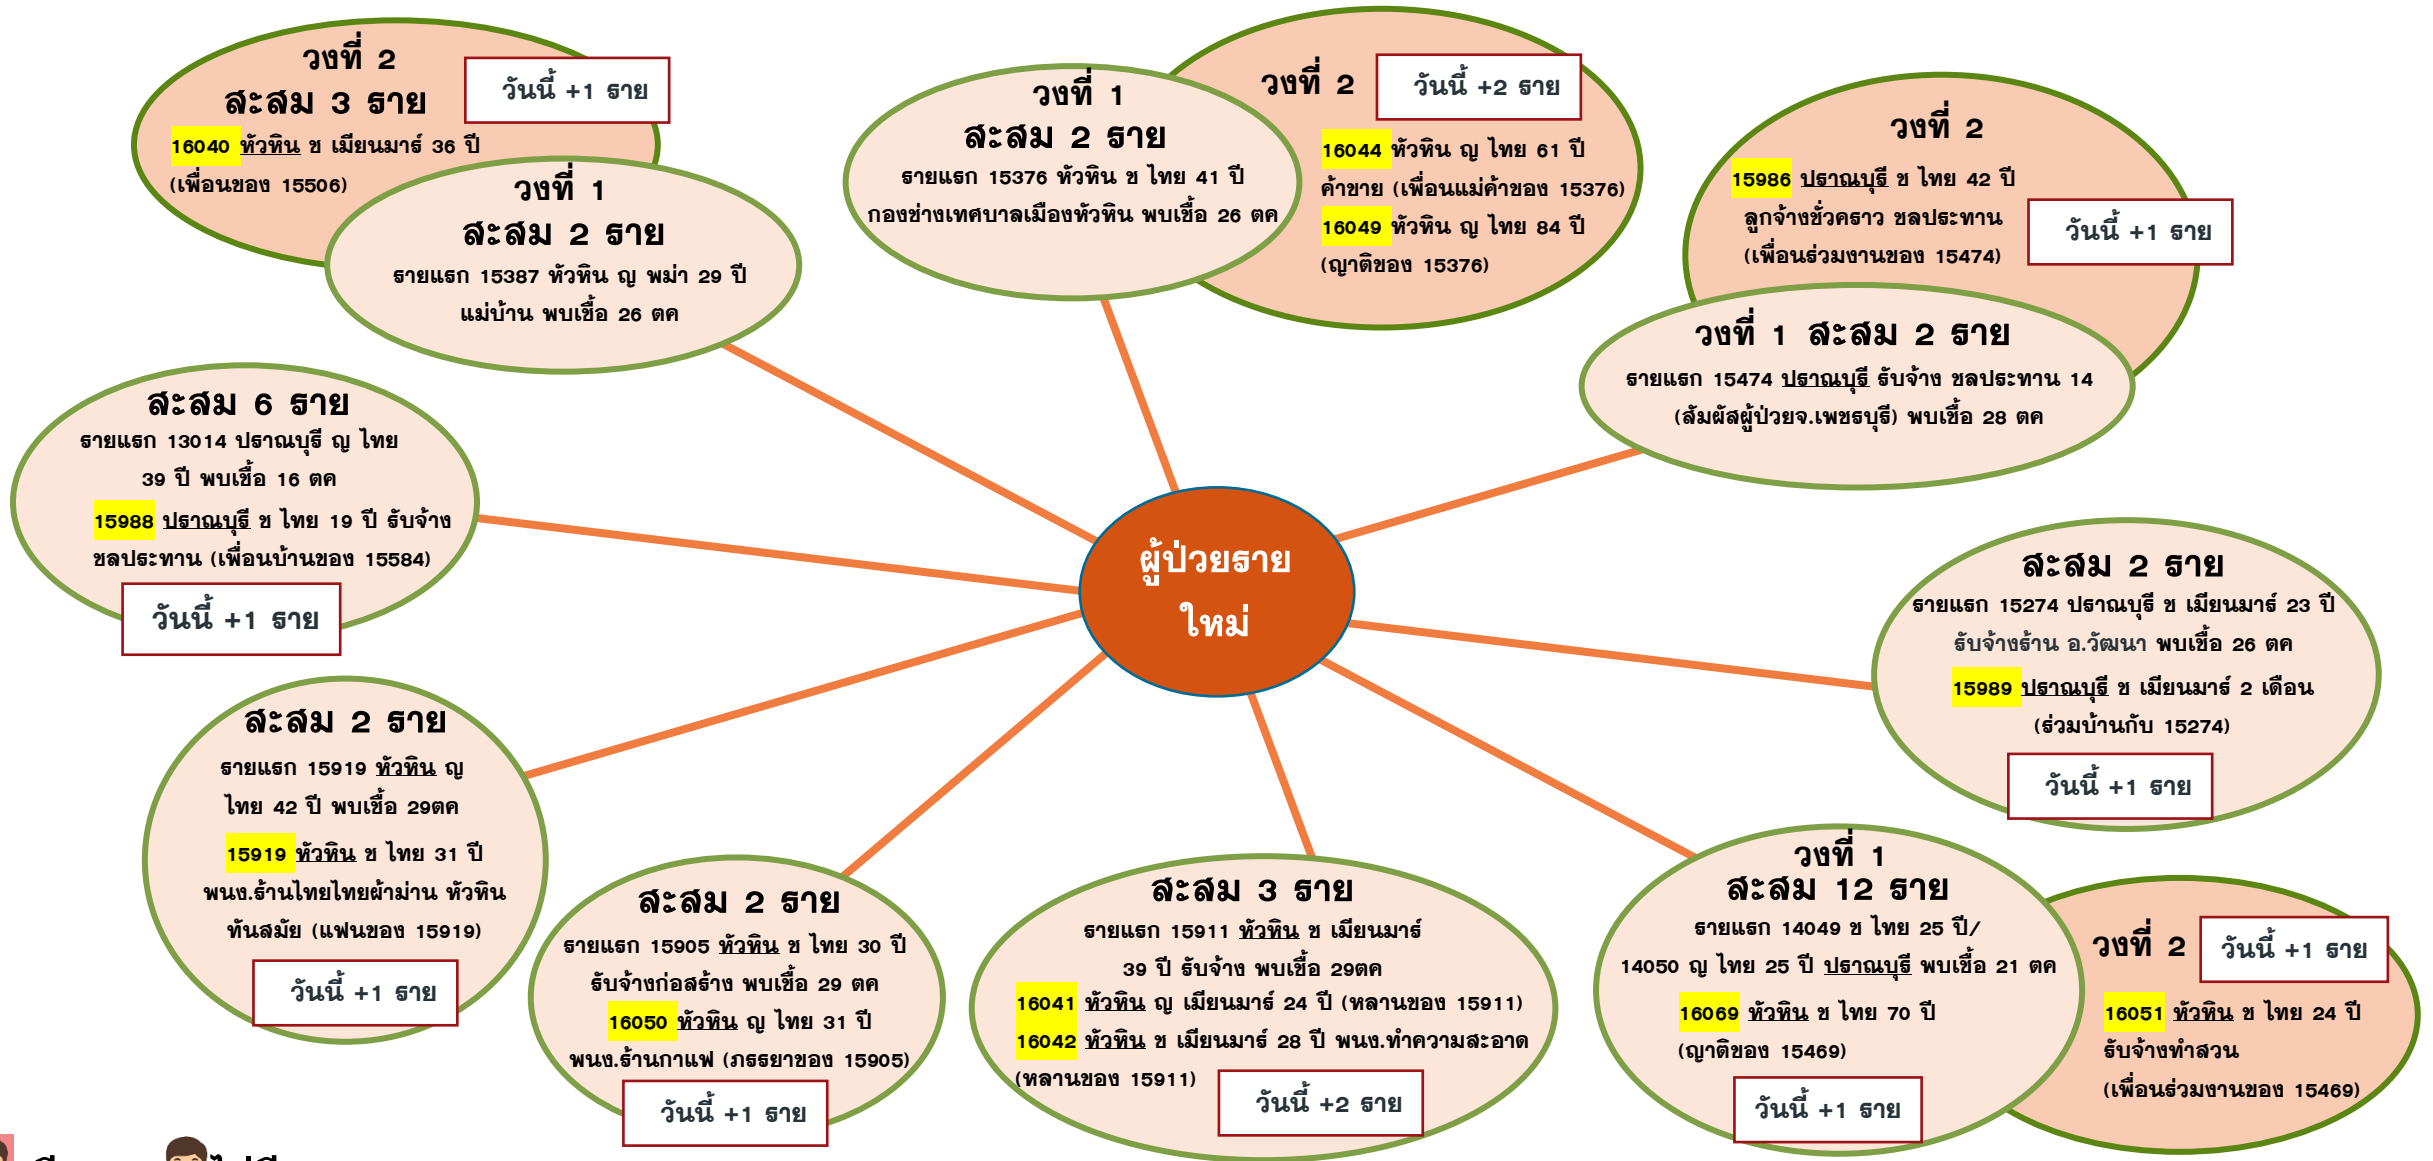 วงที่ 2
สะสม 3 ราย
วันนี้ +1 ราย
16040 หัวหิน ช เมียนมาร์ 36 ปี
(เพื่อนของ 15506)
วงที่ 1
สะสม 2 ราย
รายแรก 15387 หัวหิน ญ พม่า 29 ปี
แม่บ้าน พบเชื้อ 26 ตค
วงที่ 1
สะสม 2 ราย
รายแรก 15376 หัวหิน ช ไทย 41 ปี
กองช่างเทศบาลเมืองหัวหิน พบเชื้อ 26 ตค
วงที่ 2
วันนี้ +2 ราย
16044 หัวหิน ญ ไทย 61 ปี
ค้าขาย (เพื่อนแม่ค้าของ 15376)
16049 หัวหิน ญ ไทย 84 ปี
(ญาติของ 15376)
วงที่ 2
15986 ปราณบุรี ช ไทย 42 ปี
ลูกจ้างชั่วคราว ชลประทาน
(เพื่อนร่วมงานของ 15474)
วันนี้ +1 ราย
วงที่ 1 สะสม 2 ราย
รายแรก 15474 ปราณบุรี รับจ้าง ชลประทาน 14
(สัมผัสผู้ป่วยจ.เพชรบุรี) พบเชื้อ 28 ตค
สะสม 6 ราย
รายแรก 13014 ปราณบุรี ญ ไทย
39 ปี พบเชื้อ 16 ตค
15988 ปราณบุรี ช ไทย 19 ปี รับจ้าง
ชลประทาน (เพื่อนบ้านของ 15584)
วันนี้ +1 ราย
ผู้ป่วยราย
ใหม่
สะสม 2 ราย
รายแรก 15274 ปราณบุรี ช เมียนมาร์ 23 ปี
รับจ้างร้าน อ.วัฒนา พบเชื้อ 26 ตค
15989 ปราณบุรี ช เมียนมาร์ 2 เดือน
(ร่วมบ้านกับ 15274)
วันนี้ +1 ราย
สะสม 2 ราย
รายแรก 15919 หัวหิน ญ
ไทย 42 ปี พบเชื้อ 29ตค
15919 หัวหิน ช ไทย 31 ปี
พนง.ร้านไทยไทยผ้าม่าน หัวหิน
ทันสมัย (แฟนของ 15919)
วันนี้ +1 ราย
สะสม 2 ราย
รายแรก 15905 หัวหิน ช ไทย 30 ปี
รับจ้างก่อสร้าง พบเชื้อ 29 ตค
16050 หัวหิน ญ ไทย 31 ปี
พนง.ร้านกาแฟ (ภรรยาของ 15905)
วันนี้ +1 ราย
สะสม 3 ราย
รายแรก 15911 หัวหิน ช เมียนมาร์
39 ปี รับจ้าง พบเชื้อ 29ตค
16041 หัวหิน ญ เมียนมาร์ 24 ปี (หลานของ 15911)
16042 หัวหิน ช เมียนมาร์ 28 ปี พนง.ทำความสะอาด
(หลานของ 15911)
วันนี้ +2 ราย
วงที่ 1
สะสม 12 ราย
รายแรก 14049 ช ไทย 25 ปี/
14050 ญ ไทย 25 ปี ปราณบุรี พบเชื้อ 21 ตค
16069 หัวหิน ช ไทย 70 ปี
(ญาติของ 15469)
วันนี้ +1 ราย
วงที่ 2
วันนี้ +1 ราย
16051 หัวหิน ช ไทย 24 ปี
รับจ้างทำสวน
(เพื่อนร่วมงานของ 15469)